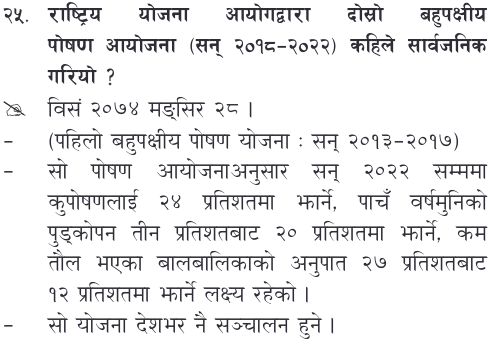 २५. राष्ट्रिय योजना आयोगद्वारा दोस्रो बहुपक्षीय
पोषण आयोजना (सन् २०१८-२०२२) कहिले सार्वजनिक
गरियो ?
विसं २०७४ मङ्सिर २८ ।
- (पहिलो बहुपक्षीय पोषण योजना : सन् २०१३-२०१७)
- सो पोषण आयोजनाअनुसार सन् २०२२ सम्ममा
कुपोषणलाई २४ प्रतिशतमा झार्ने, पाचँ वर्षमुनिको
पुड्कोपन तीन प्रतिशतबाट २० प्रतिशतमा झार्ने, कम
तौल भएका बालबालिकाको अनुपात २७ प्रतिशतबाट
१२ प्रतिशतमा झार्ने लक्ष्य रहेको ।
- सो योजना देशभर नै सञ्चालन हुने ।